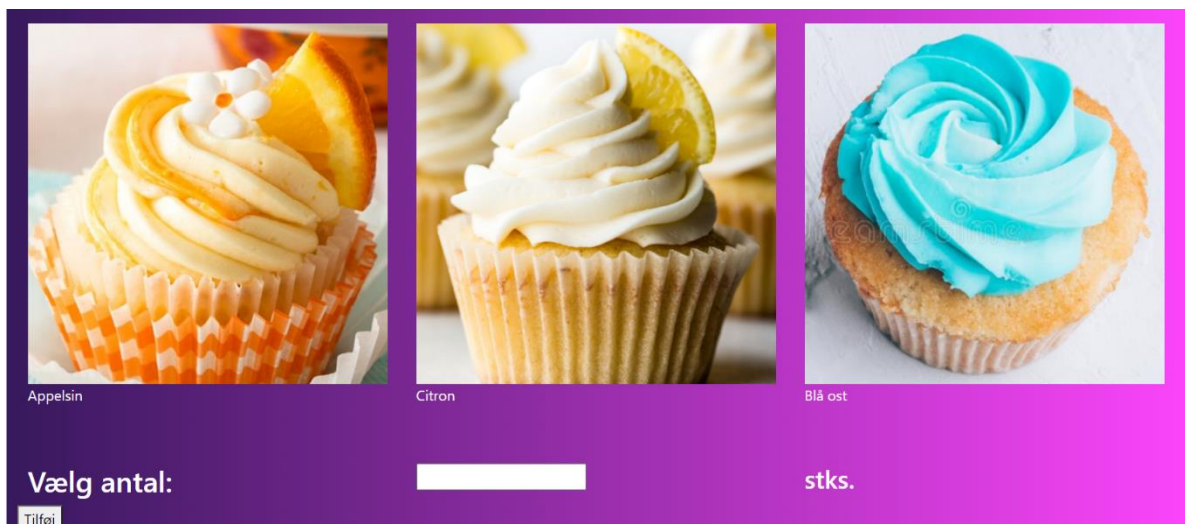 Appelsin
Citron
Blå ost
Vælg antal:
stks.
Tilføj